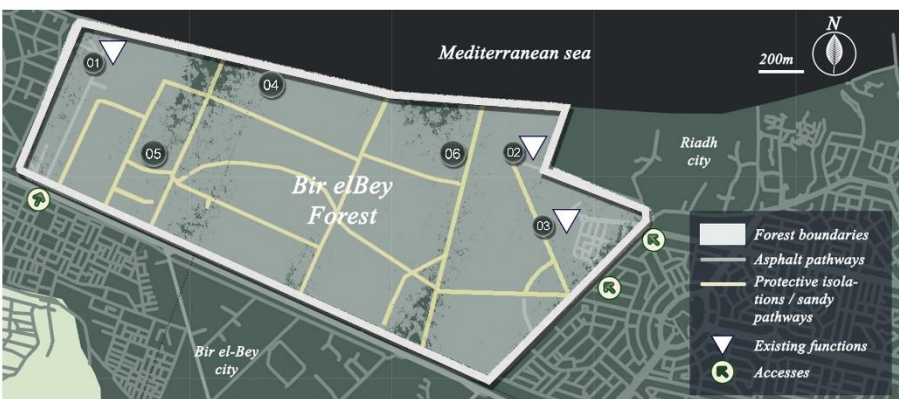 N
Mediterranean sea
200m
01
04
02
Riadh
city
05
06
Bir elBey
Forest
03
Forest boundaries
Asphalt pathways
Protective isola-
tions / sandy
pathways
Bir el-Bey
city
Existing functions
Accesses